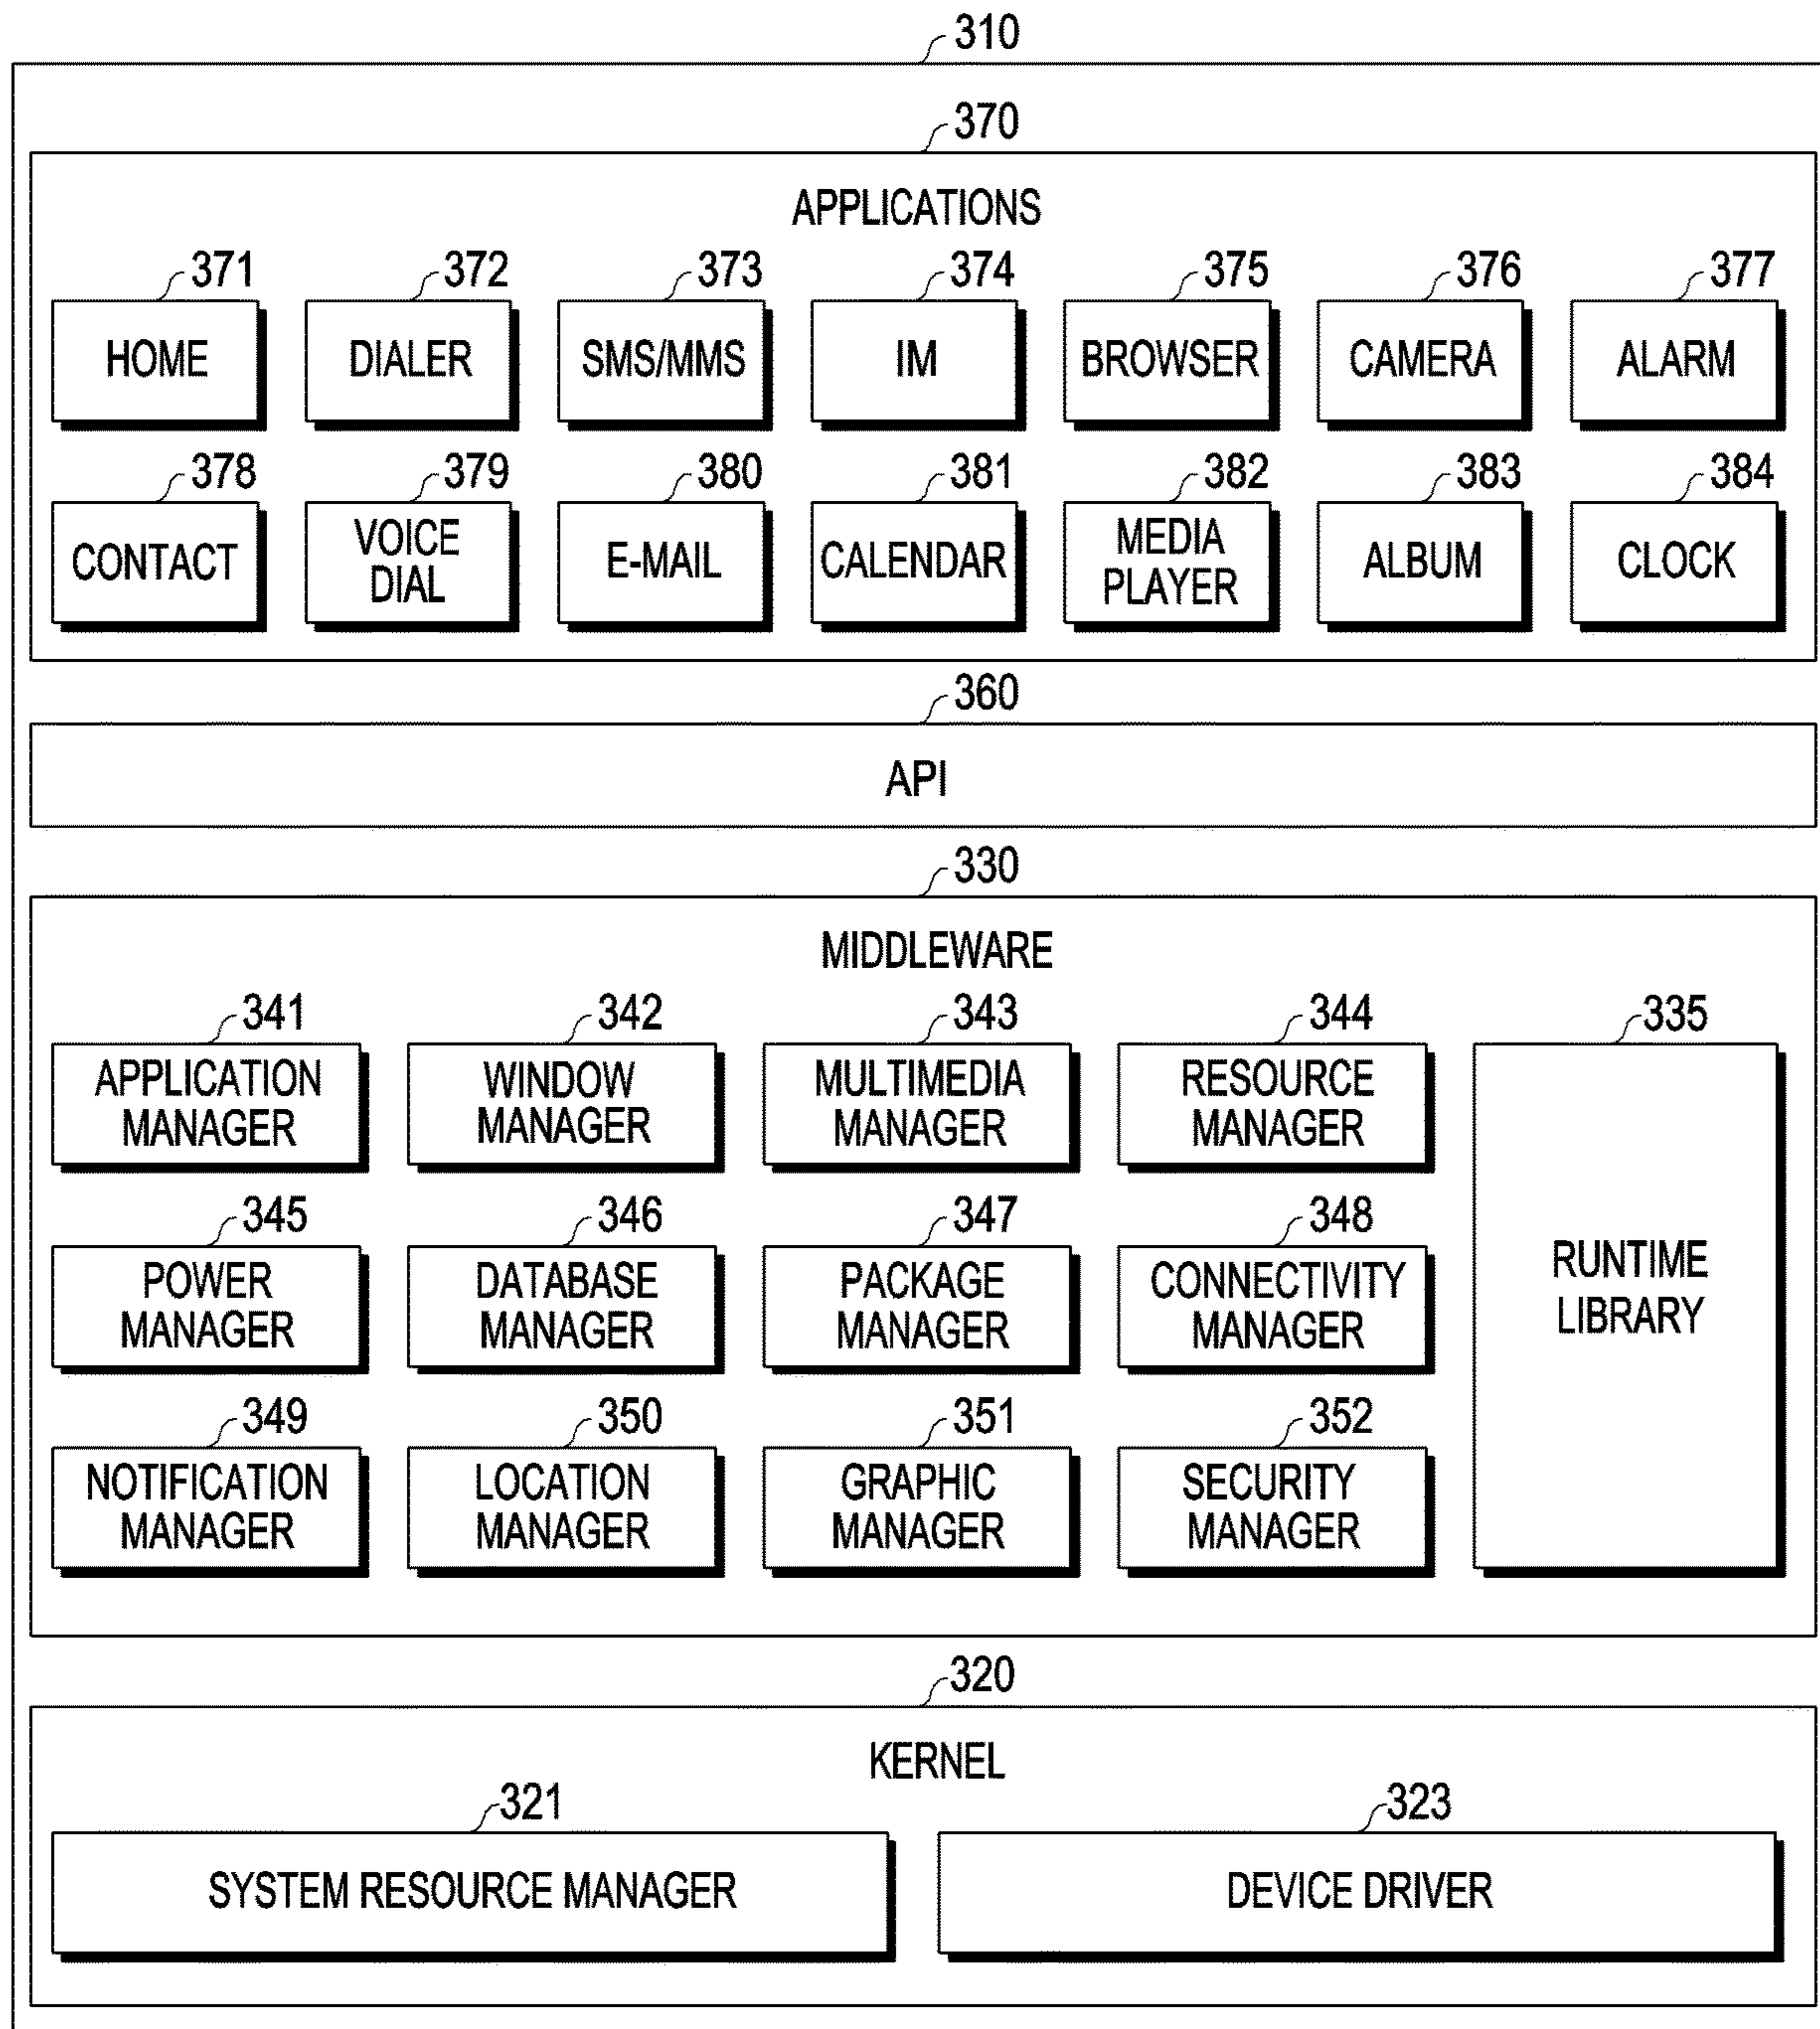 310
370
APPLICATIONS
371 372 373 374 375 376 377
HOME DIALER SMS/MMS IM BROWSER CAMERA ALARM
378 379 380 381 382 383 384
CONTACT VOICE DIAL E-MAIL CALENDAR MEDIA PLAYER ALBUM CLOCK
360
API
330
MIDDLEWARE
341 342 343 344 335
APPLICATION MANAGER WINDOW MANAGER MULTIMEDIA MANAGER RESOURCE MANAGER
345 346 347 348
POWER MANAGER DATABASE MANAGER PACKAGE MANAGER CONNECTIVITY MANAGER RUNTIME LIBRARY
349 350 351 352
NOTIFICATION MANAGER LOCATION MANAGER GRAPHIC MANAGER SECURITY MANAGER
320
KERNEL
321 323
SYSTEM RESOURCE MANAGER DEVICE DRIVER